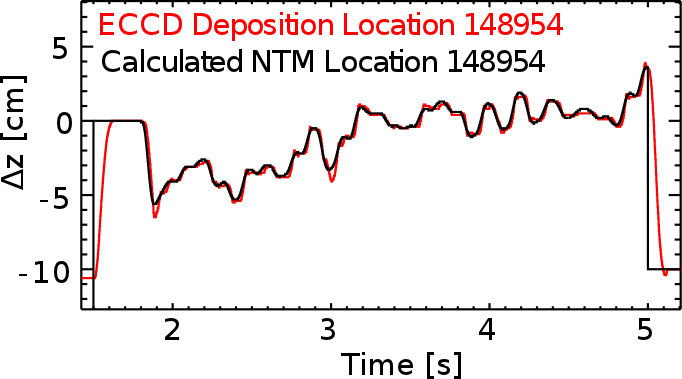 ECCD Deposition Location 148954
Calculated NTM Location 148954
Δz [cm]
5
0
-5
-10
2 3 4 5
Time [s]